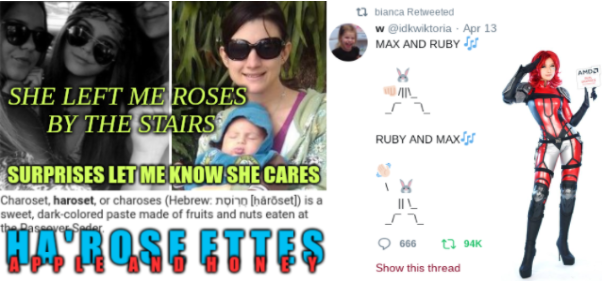 SHE LEFT ME ROSES
BY THE STAIRS
SURPRISES LET ME KNOW SHE CARES
Charoset, haroset, or charoses (Hebrew: חֲרוֹסֶת [ħăróset]) is a
sweet, dark-colored paste made of fruits and nuts eaten at
the Passover Seder.
HA'ROSE ETTES
APPLE AND HONEY
bianca Retweeted
w @idkwiktoria · Apr 13
MAX AND RUBY 🎶
🐰
👊🏻/||\_
_/¯ ¯\_
RUBY AND MAX🎶
👋🏻
\ 🐰
|| \_
_/¯ ¯\_
666 94K
Show this thread
AMD